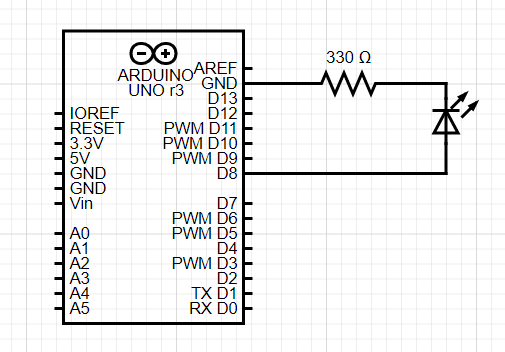 330 Ω
ARDUINO
UNO r3
AREF
GND
D13
D12
PWM D11
PWM D10
PWM D9
D8
D7
PWM D6
PWM D5
D4
PWM D3
D2
TX D1
RX D0
IOREF
RESET
3.3V
5V
GND
GND
Vin
A0
A1
A2
A3
A4
A5